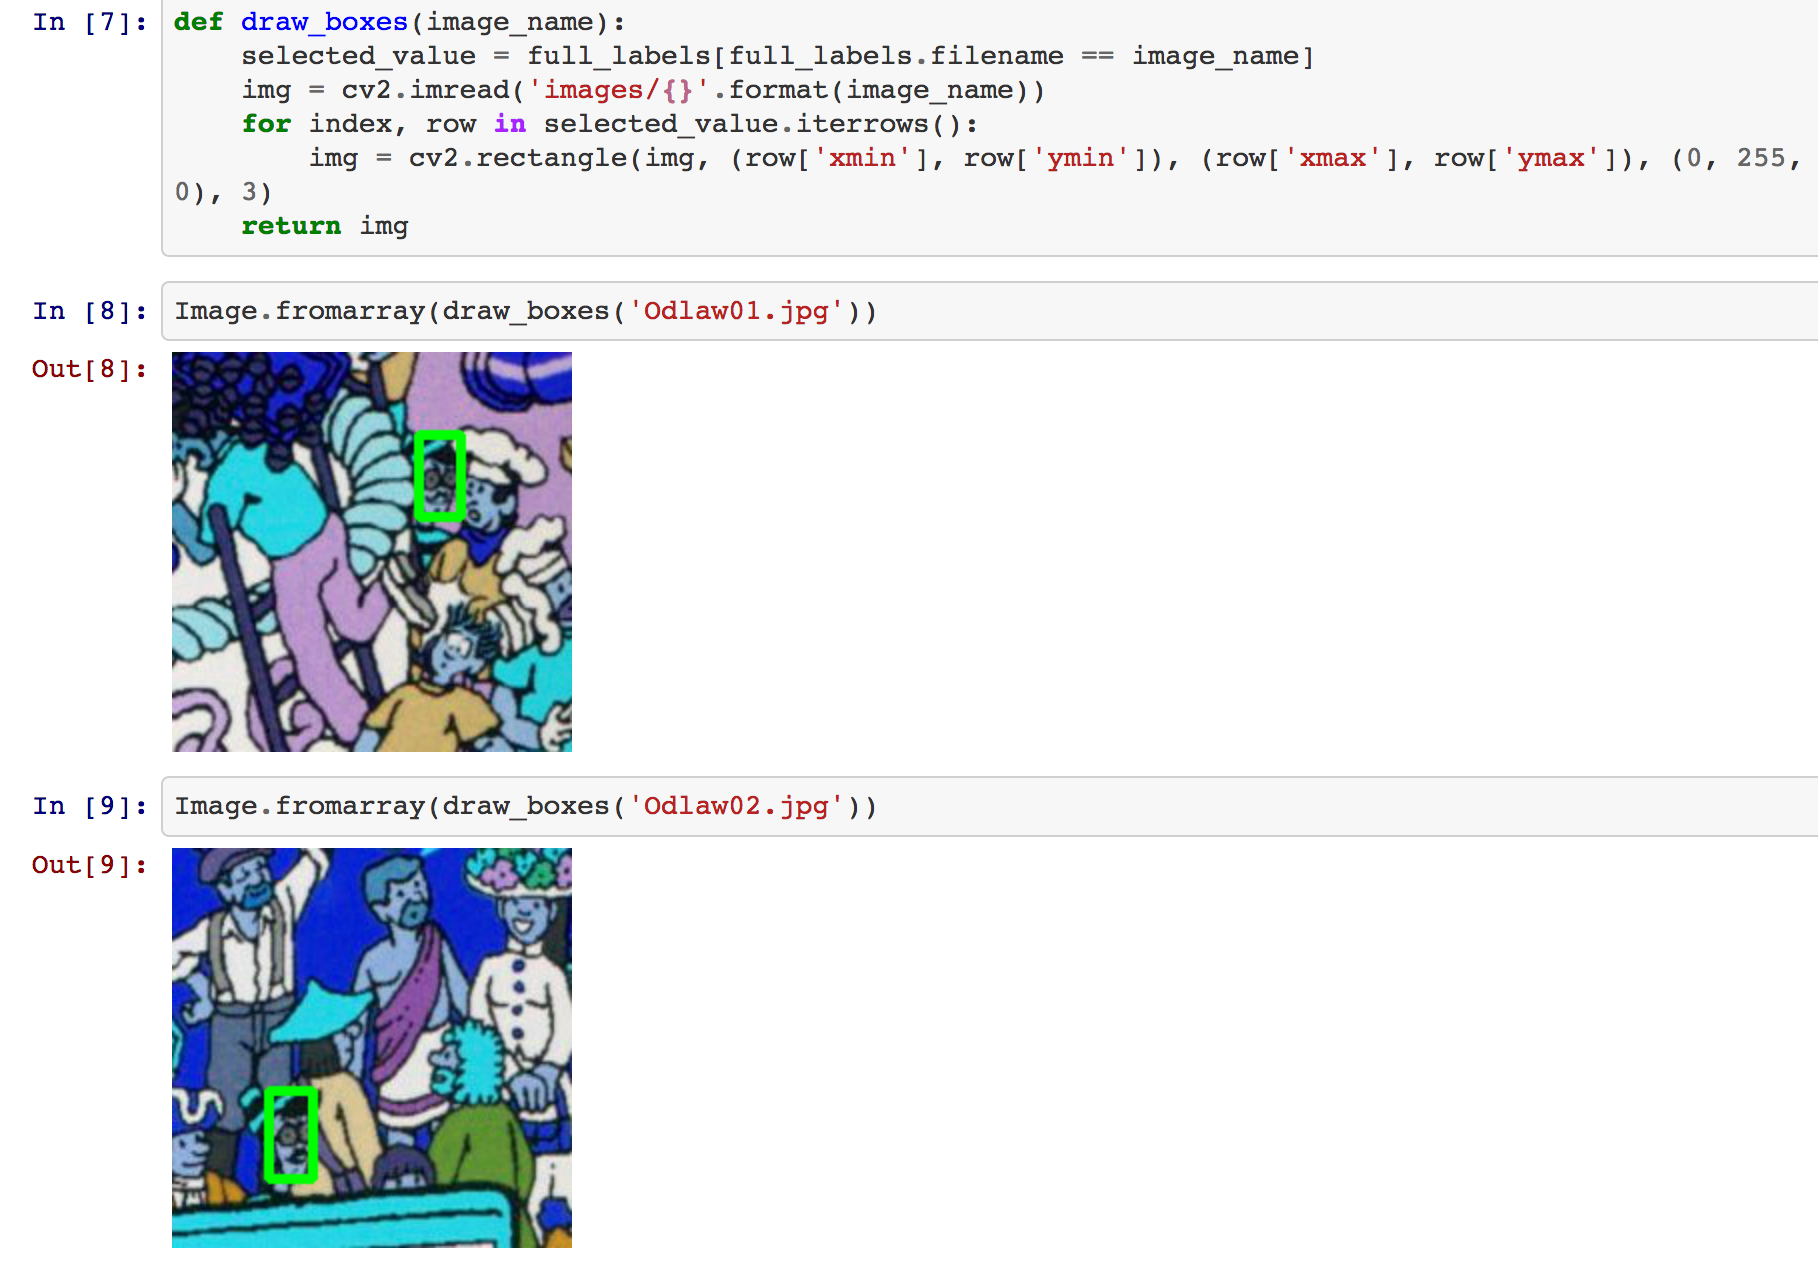 In [7]: def draw_boxes(image_name):
    selected_value = full_labels[full_labels.filename == image_name]
    img = cv2.imread('images/{}'.format(image_name))
    for index, row in selected_value.iterrows():
        img = cv2.rectangle(img, (row['xmin'], row['ymin']), (row['xmax'], row['ymax']), (0, 255,
0), 3)
    return img
In [8]: Image.fromarray(draw_boxes('Odlaw01.jpg'))
Out[8]:
In [9]: Image.fromarray(draw_boxes('Odlaw02.jpg'))
Out[9]: